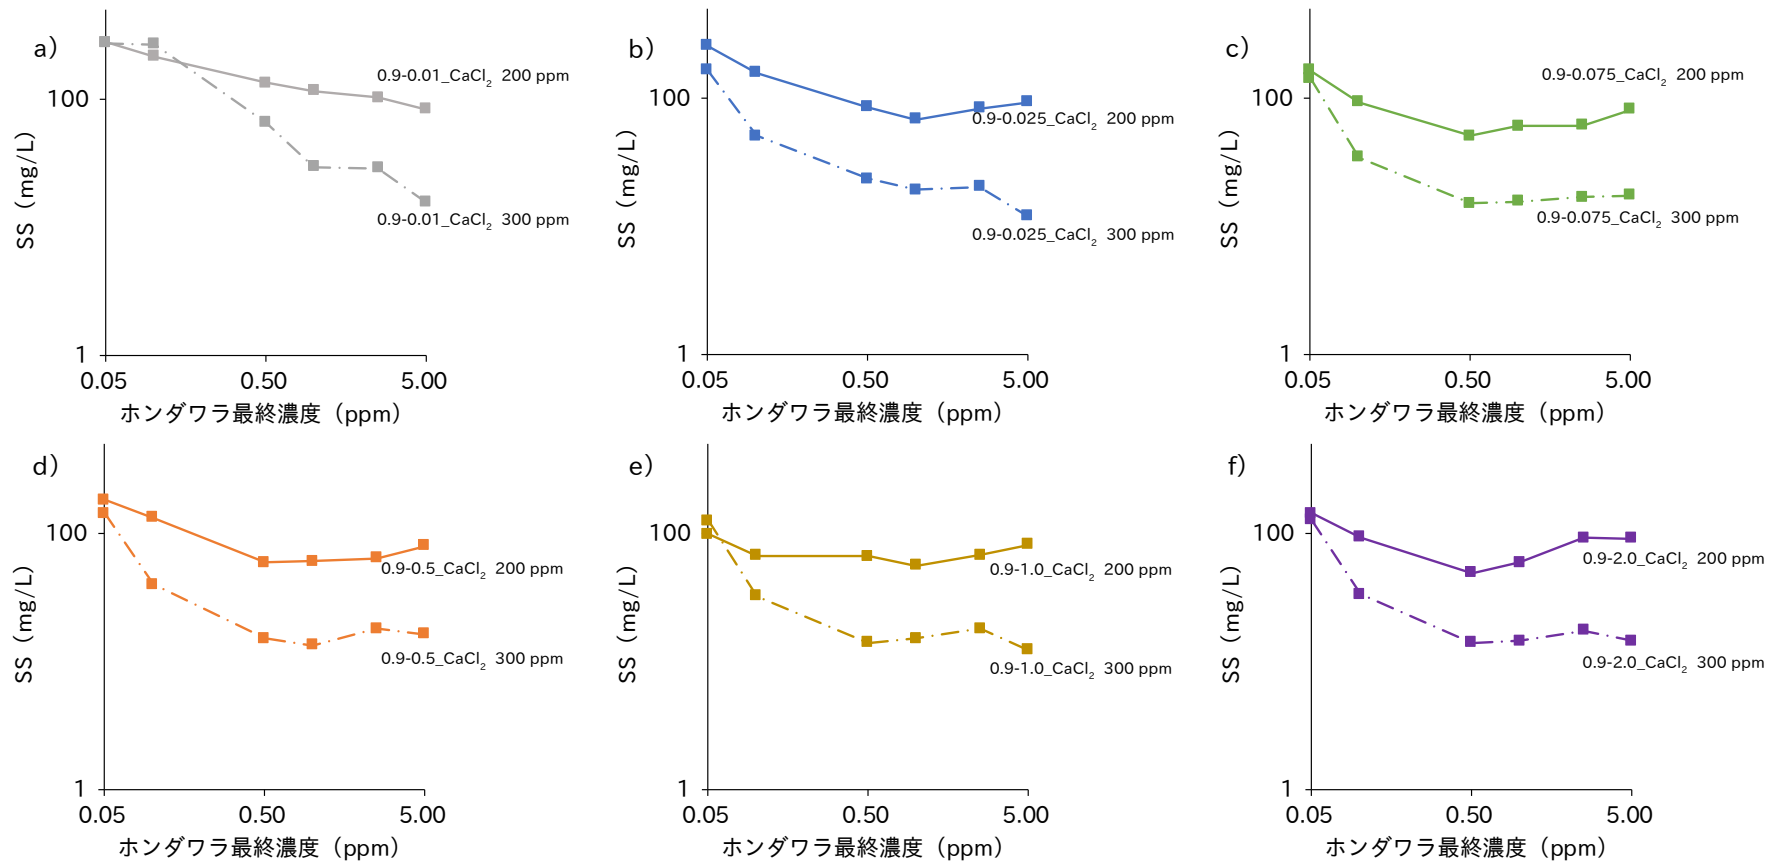 a）
0.9-0.01_CaCl₂ 200 ppm
100
SS（mg/L）
0.9-0.01_CaCl₂ 300 ppm
1
0.05 0.50 5.00
ホンダワラ最終濃度（ppm）
b）
100
0.9-0.025_CaCl₂ 200 ppm
SS（mg/L）
0.9-0.025_CaCl₂ 300 ppm
1
0.05 0.50 5.00
ホンダワラ最終濃度（ppm）
c）
0.9-0.075_CaCl₂ 200 ppm
100
SS（mg/L）
0.9-0.075_CaCl₂ 300 ppm
1
0.05 0.50 5.00
ホンダワラ最終濃度（ppm）
d）
100
0.9-0.5_CaCl₂ 200 ppm
SS（mg/L）
0.9-0.5_CaCl₂ 300 ppm
1
0.05 0.50 5.00
ホンダワラ最終濃度（ppm）
e）
100
0.9-1.0_CaCl₂ 200 ppm
SS（mg/L）
0.9-1.0_CaCl₂ 300 ppm
1
0.05 0.50 5.00
ホンダワラ最終濃度（ppm）
f）
100
0.9-2.0_CaCl₂ 200 ppm
SS（mg/L）
0.9-2.0_CaCl₂ 300 ppm
1
0.05 0.50 5.00
ホンダワラ最終濃度（ppm）